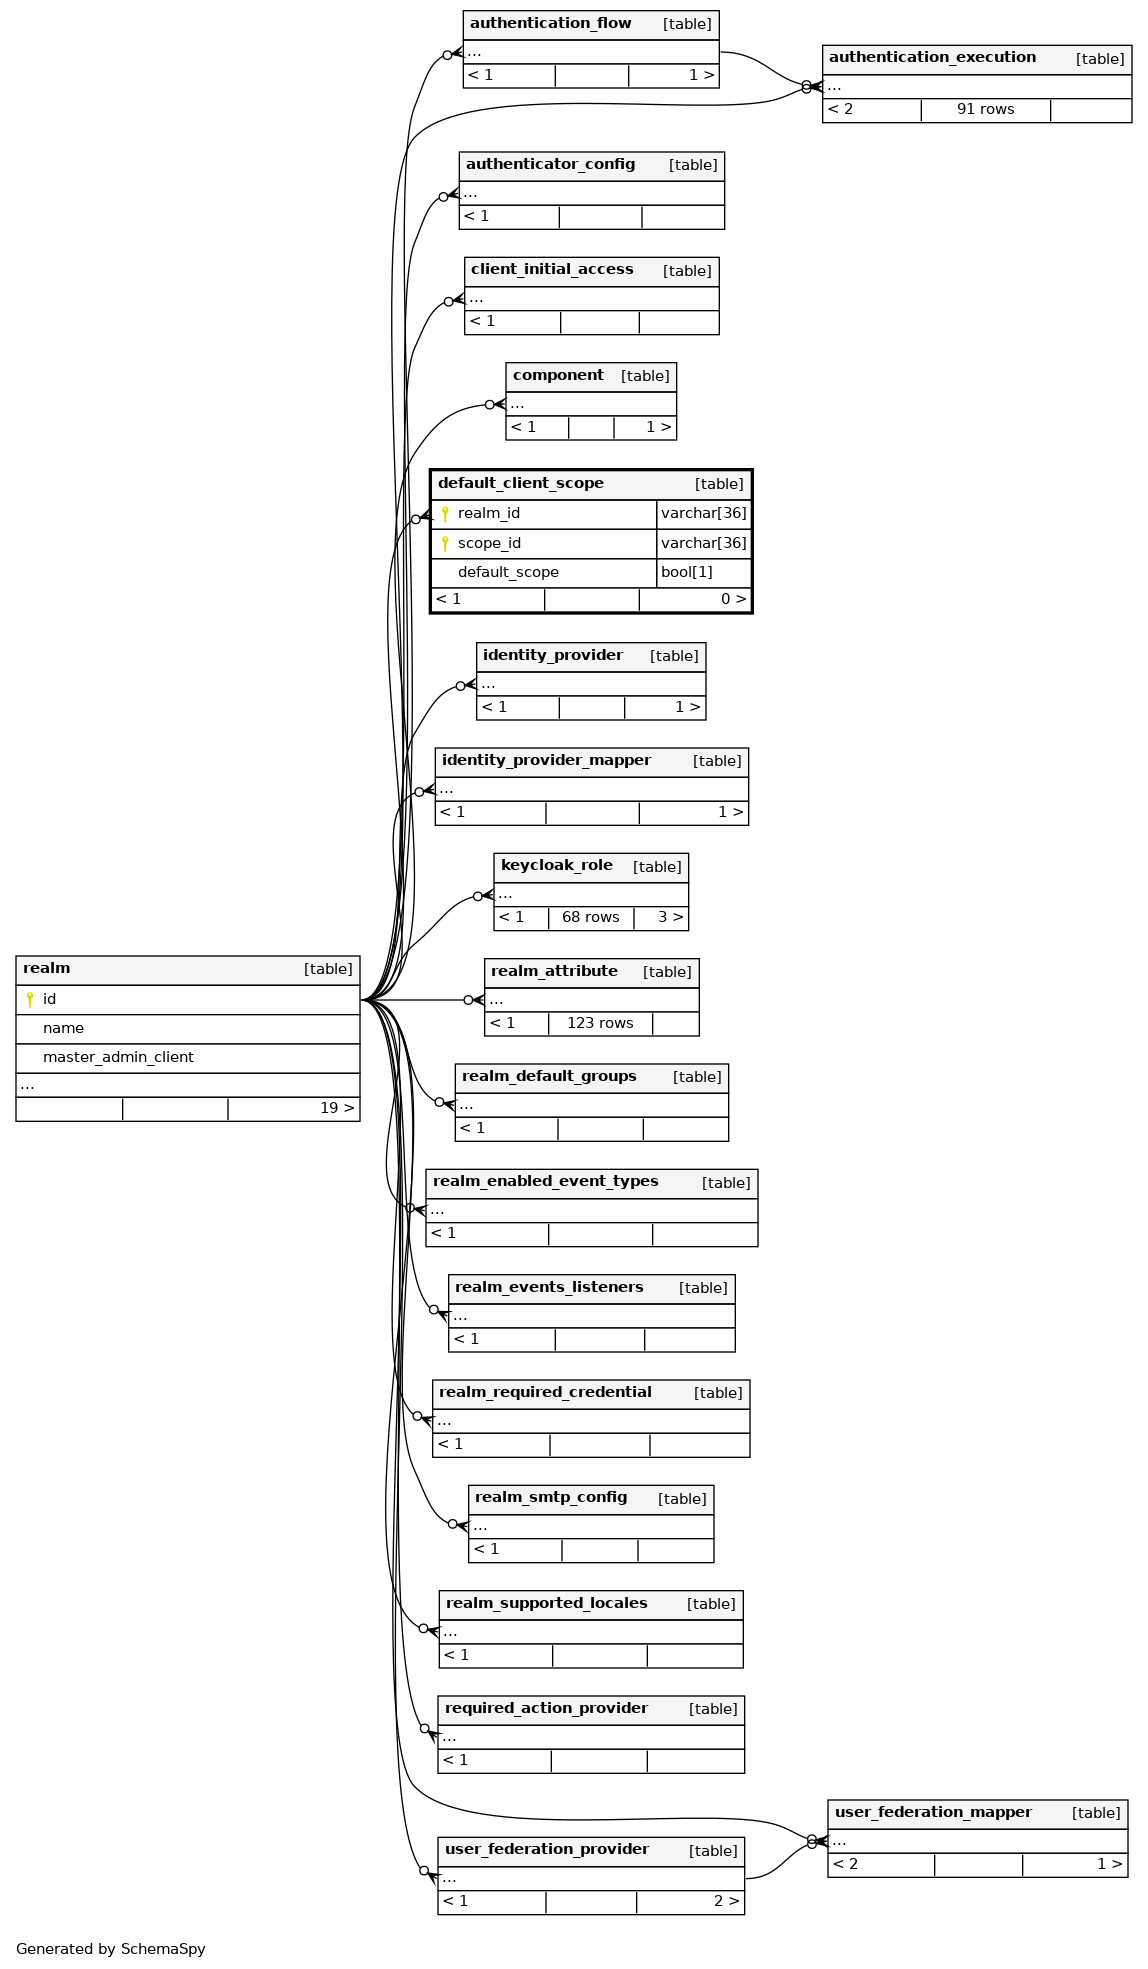 authentication_flow [table]
...
< 1 1 >
authentication_execution [table]
...
< 2 91 rows
authenticator_config [table]
...
< 1
client_initial_access [table]
...
< 1
component [table]
...
< 1 1 >
default_client_scope [table]
realm_id varchar[36]
scope_id varchar[36]
default_scope bool[1]
< 1 0 >
identity_provider [table]
...
< 1 1 >
identity_provider_mapper [table]
...
< 1 1 >
keycloak_role [table]
...
< 1 68 rows 3 >
realm [table]
id
name
master_admin_client
...
19 >
realm_attribute [table]
...
< 1 123 rows
realm_default_groups [table]
...
< 1
realm_enabled_event_types [table]
...
< 1
realm_events_listeners [table]
...
< 1
realm_required_credential [table]
...
< 1
realm_smtp_config [table]
...
< 1
realm_supported_locales [table]
...
< 1
required_action_provider [table]
...
< 1
user_federation_mapper [table]
...
< 2 1 >
user_federation_provider [table]
...
< 1 2 >
Generated by SchemaSpy